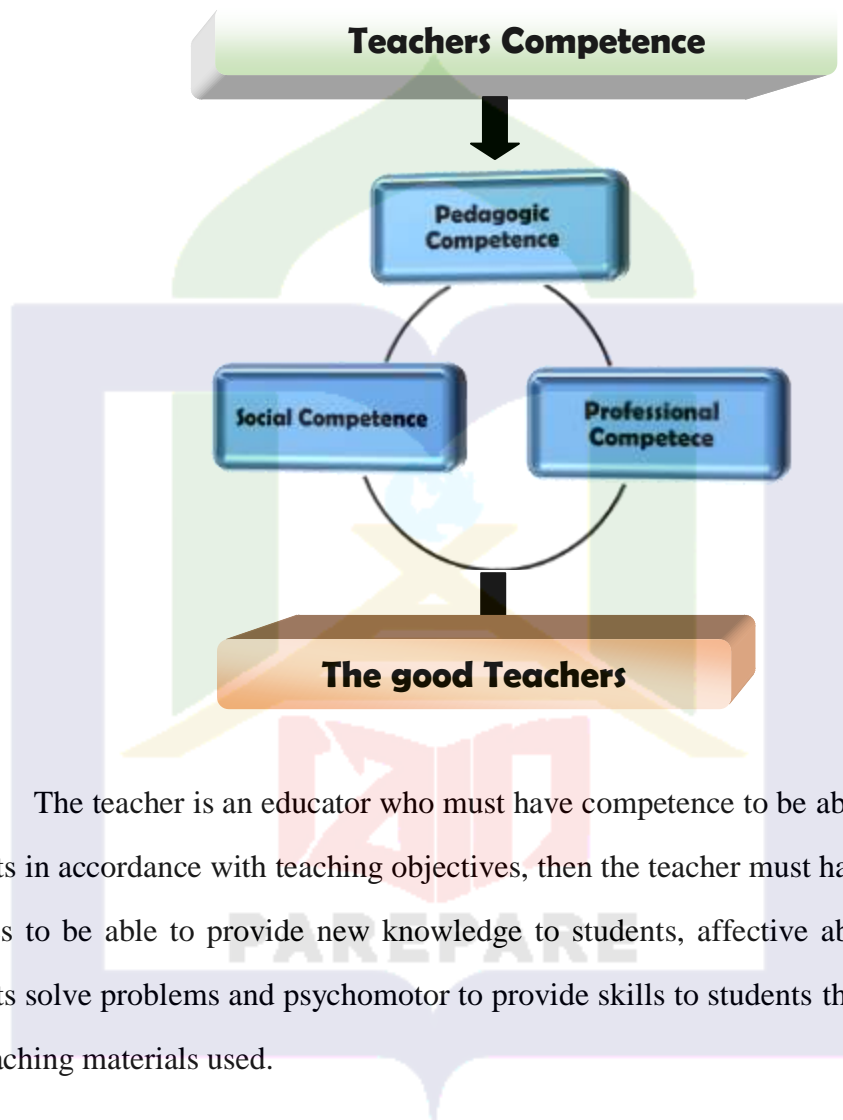 Teachers Competence
Pedagogic
Competence
Social Competence
Professional
Competece
The good Teachers
The teacher is an educator who must have competence to be ab
ts in accordance with teaching objectives, then the teacher must ha
s to be able to provide new knowledge to students, affective ab
ts solve problems and psychomotor to provide skills to students th
aching materials used.
PAREPARE